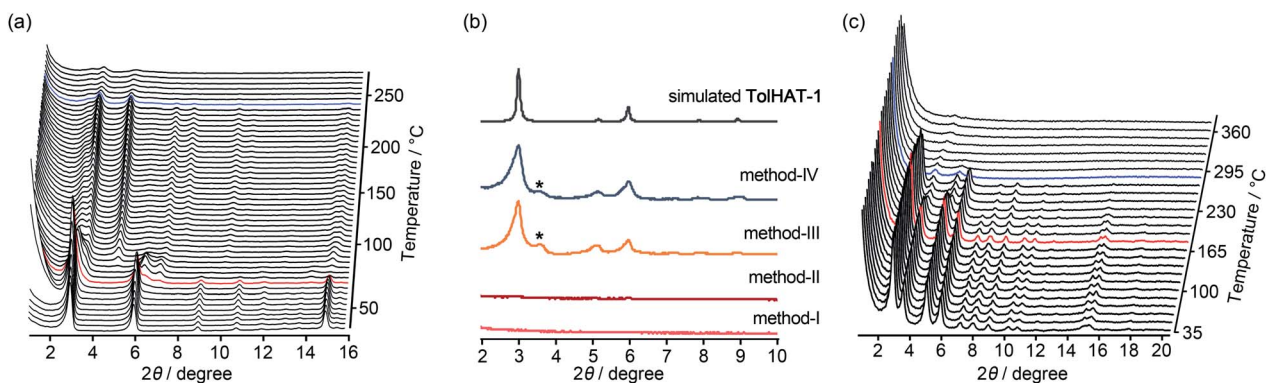 (a)
250
200
150
100
50
Temperature / °C
2 4 6 8 10 12 14 16
2θ / degree
(b)
simulated TolHAT-1
method-IV
*
method-III
*
method-II
method-I
2 3 4 5 6 7 8 9 10
2θ / degree
(c)
360
295
230
165
100
35
Temperature / °C
2 4 6 8 10 12 14 16 18 20
2θ / degree